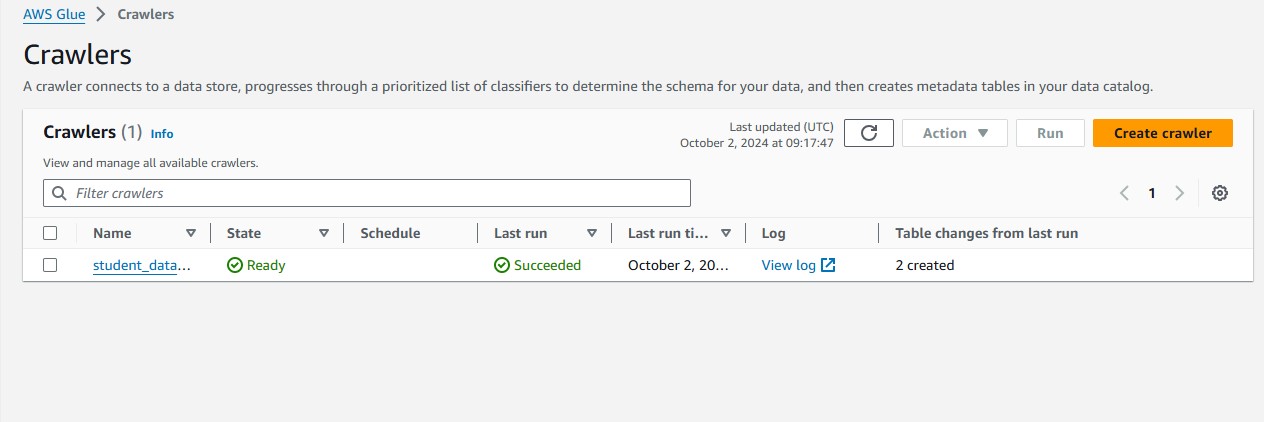 AWS Glue > Crawlers
Crawlers
A crawler connects to a data store, progresses through a prioritized list of classifiers to determine the schema for your data, and then creates metadata tables in your data catalog.
Crawlers (1) Info
Last updated (UTC)
October 2, 2024 at 09:17:47
Action
Run
Create crawler
View and manage all available crawlers.
Filter crawlers
1
Name State Schedule Last run Last run ti... Log Table changes from last run
student_data... Ready Succeeded October 2, 20... View log 2 created